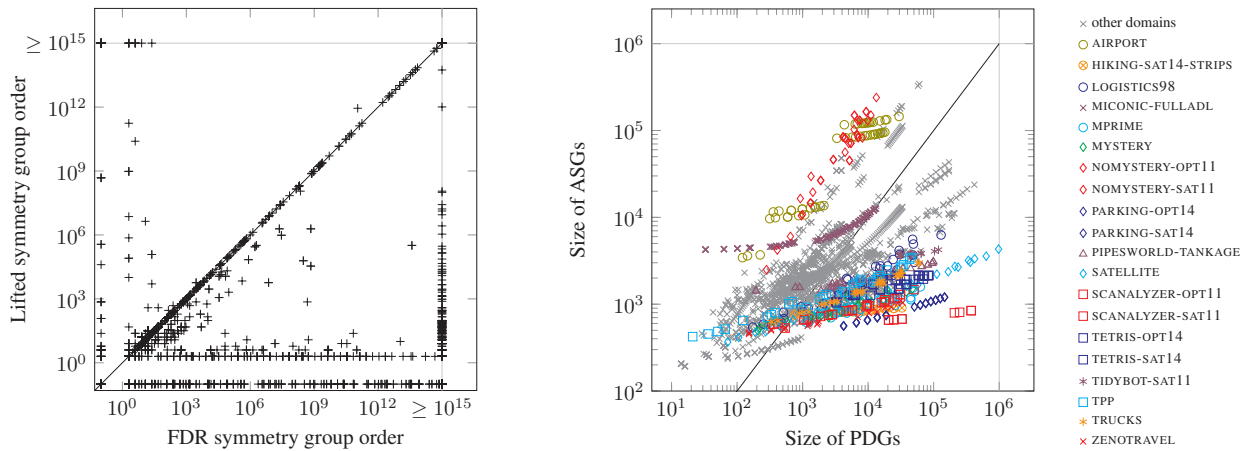 Lifted symmetry group order
≥ 10^15
10^12
10^9
10^6
10^3
10^0
10^0 10^3 10^6 10^9 10^12 ≥ 10^15
FDR symmetry group order
Size of ASGs
10^6
10^5
10^4
10^3
10^2
10^1 10^2 10^3 10^4 10^5 10^6
Size of PDGs
other domains
AIRPORT
HIKING-SAT14-STRIPS
LOGISTICS98
MICONIC-FULLADL
MPRIME
MYSTERY
NOMYSTERY-OPT11
NOMYSTERY-SAT11
PARKING-OPT14
PARKING-SAT14
PIPESWORLD-TANKAGE
SATELLITE
SCANALYZER-OPT11
SCANALYZER-SAT11
TETRIS-OPT14
TETRIS-SAT14
TIDYBOT-SAT11
TPP
TRUCKS
ZENOTRAVEL